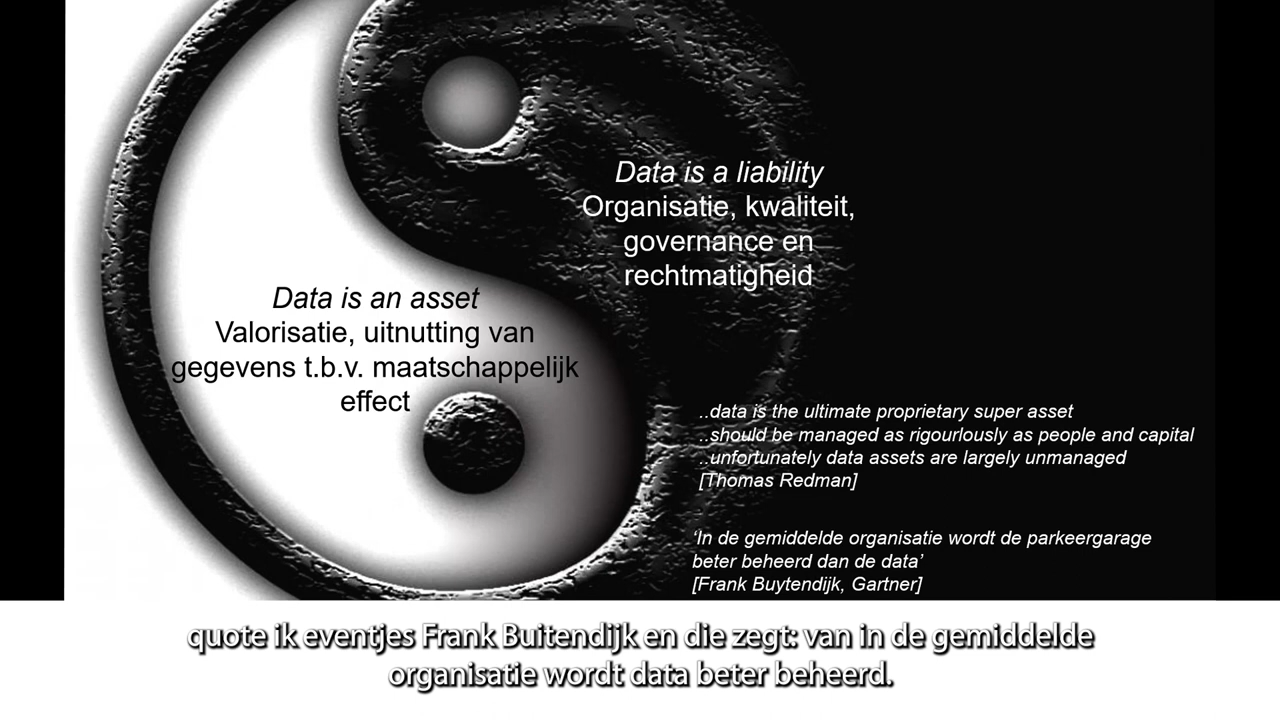 Data is a liability
Organisatie, kwaliteit,
governance en
rechtmatigheid
Data is an asset
Valorisatie, uitnutting van
gegevens t.b.v. maatschappelijk
effect
..data is the ultimate proprietary super asset
..should be managed as rigourlously as people and capital
..unfortunately data assets are largely unmanaged
[Thomas Redman]
‘In de gemiddelde organisatie wordt de parkeergarage
beter beheerd dan de data’
[Frank Buytendijk, Gartner]
quote ik eventjes Frank Buitendijk en die zegt: van in de gemiddelde
organisatie wordt data beter beheerd.